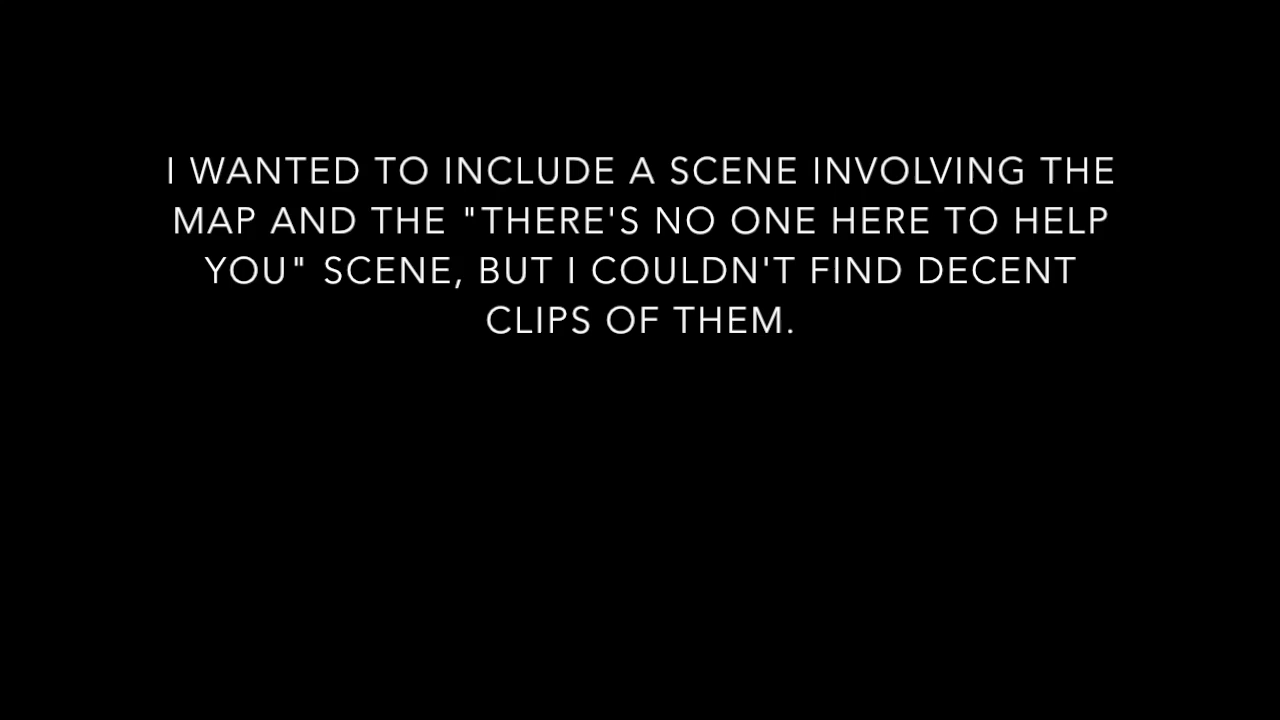 I WANTED TO INCLUDE A SCENE INVOLVING THE
MAP AND THE "THERE'S NO ONE HERE TO HELP
YOU" SCENE, BUT I COULDN'T FIND DECENT
CLIPS OF THEM.